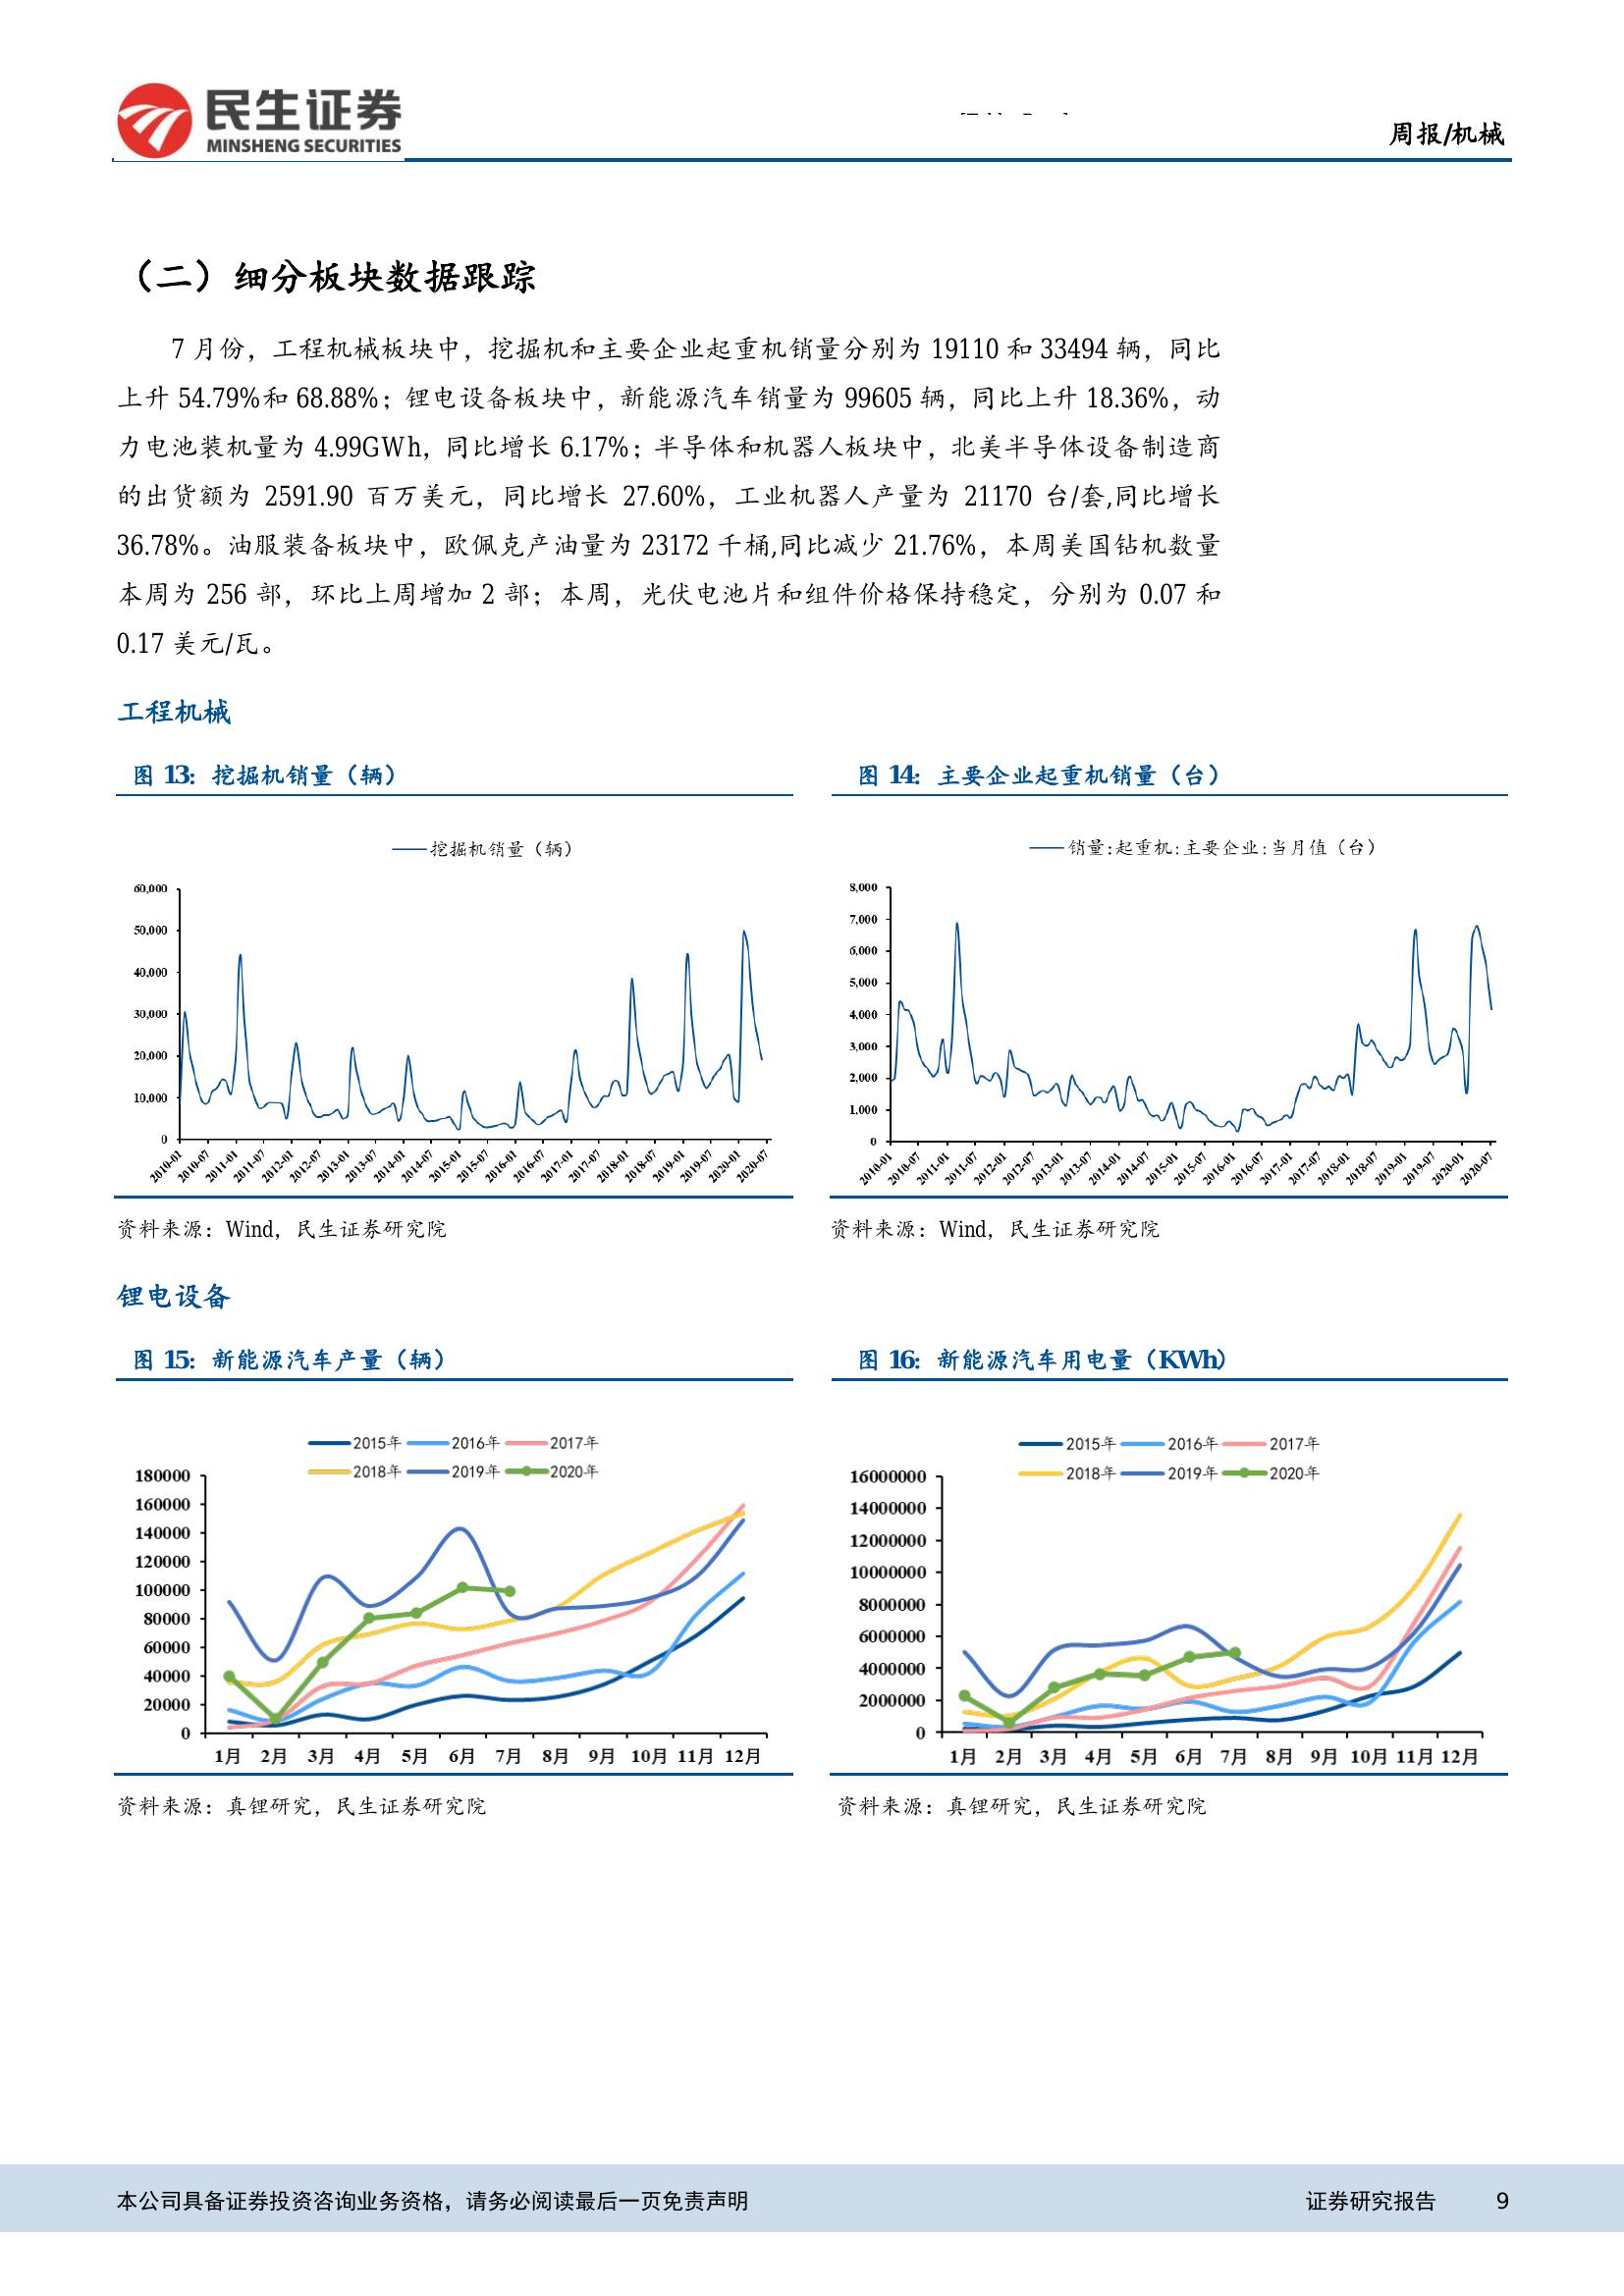 民生证券
MINSHENG SECURITIES
周报/机械
（二）细分板块数据跟踪
7 月份，工程机械板块中，挖掘机和主要企业起重机销量分别为 19110 和 33494 辆，同比
上升 54.79%和 68.88%；锂电设备板块中，新能源汽车销量为 99605 辆，同比上升 18.36%，动
力电池装机量为 4.99GWh，同比增长 6.17%；半导体和机器人板块中，北美半导体设备制造商
的出货额为 2591.90 百万美元，同比增长 27.60%，工业机器人产量为 21170 台/套,同比增长
36.78%。油服装备板块中，欧佩克产油量为 23172 千桶,同比减少 21.76%，本周美国钻机数量
本周为 256 部，环比上周增加 2 部；本周，光伏电池片和组件价格保持稳定，分别为 0.07 和
0.17 美元/瓦。
工程机械
图 13：挖掘机销量（辆）
挖掘机销量（辆）
60,000
50,000
40,000
30,000
20,000
10,000
0
2010-01 2010-07 2011-01 2011-07 2012-01 2012-07 2013-01 2013-07 2014-01 2014-07 2015-01 2015-07 2016-01 2016-07 2017-01 2017-07 2018-01 2018-07 2019-01 2019-07 2020-01 2020-07
资料来源：Wind，民生证券研究院
图 14：主要企业起重机销量（台）
销量:起重机:主要企业:当月值（台）
8,000
7,000
6,000
5,000
4,000
3,000
2,000
1,000
0
2010-01 2010-07 2011-01 2011-07 2012-01 2012-07 2013-01 2013-07 2014-01 2014-07 2015-01 2015-07 2016-01 2016-07 2017-01 2017-07 2018-01 2018-07 2019-01 2019-07 2020-01 2020-07
资料来源：Wind，民生证券研究院
锂电设备
图 15：新能源汽车产量（辆）
2015年 2016年 2017年
2018年 2019年 2020年
180000
160000
140000
120000
100000
80000
60000
40000
20000
0
1月 2月 3月 4月 5月 6月 7月 8月 9月 10月 11月 12月
资料来源：真锂研究，民生证券研究院
图 16：新能源汽车用电量（KWh）
2015年 2016年 2017年
2018年 2019年 2020年
16000000
14000000
12000000
10000000
8000000
6000000
4000000
2000000
0
1月 2月 3月 4月 5月 6月 7月 8月 9月 10月 11月 12月
资料来源：真锂研究，民生证券研究院
本公司具备证券投资咨询业务资格，请务必阅读最后一页免责声明
证券研究报告 9